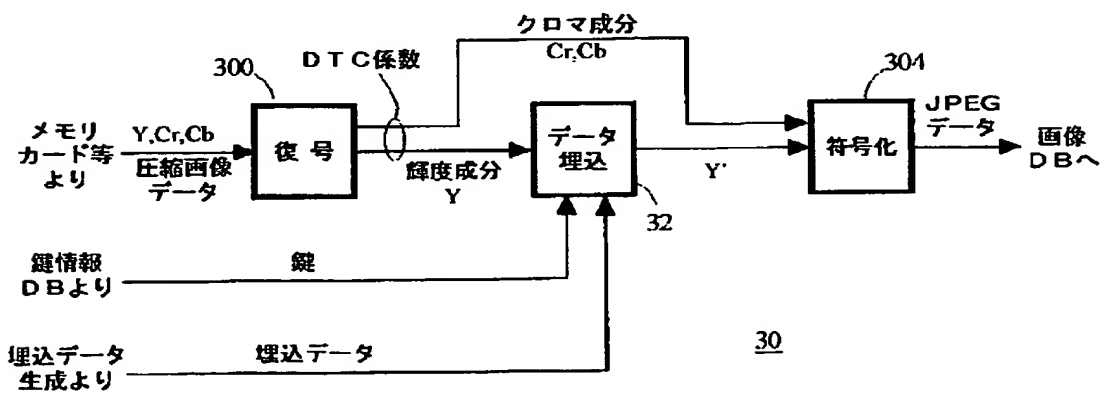 クロマ成分
Cr,Cb
DTC係数
300
304
JPEG
データ
メモリ
カード等
より
Y,Cr,Cb
圧縮画像
データ
復号
輝度成分
Y
データ
埋込
32
Y'
符号化
画像
DBへ
鍵情報
DBより
鍵
埋込データ
生成より
埋込データ
30